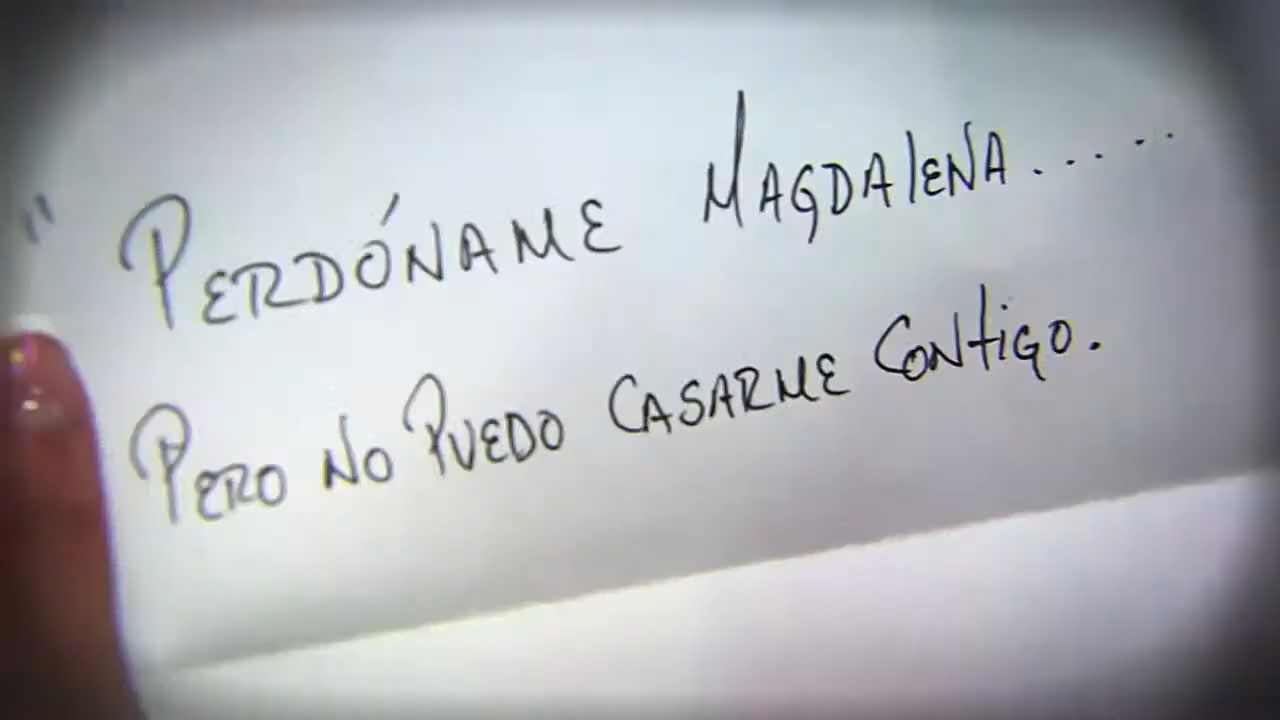 "PERDÓNAME MAGDALENA......
PERO NO PUEDO CASARME CONTIGO.